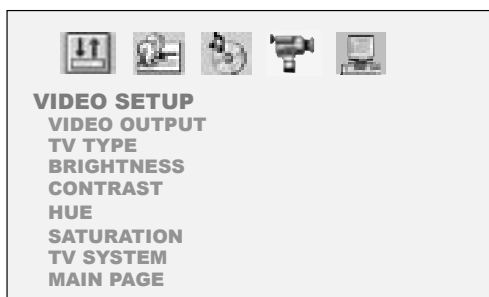 VIDEO SETUP
VIDEO OUTPUT
TV TYPE
BRIGHTNESS
CONTRAST
HUE
SATURATION
TV SYSTEM
MAIN PAGE